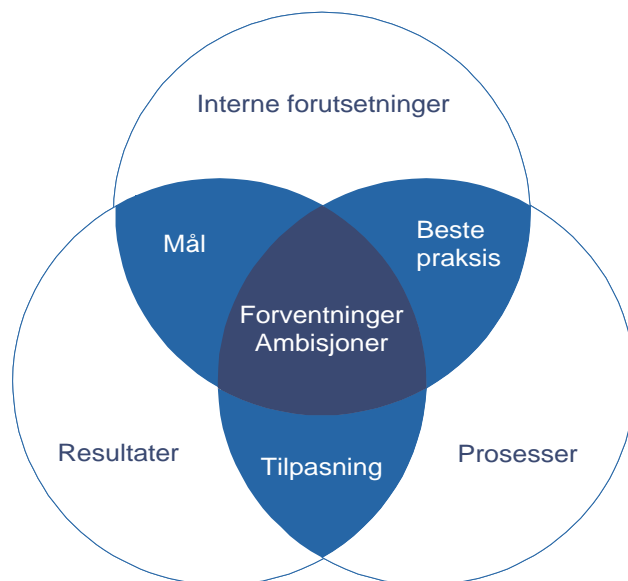 Interne forutsetninger
Mål
Beste
praksis
Forventninger
Ambisjoner
Resultater
Tilpasning
Prosesser